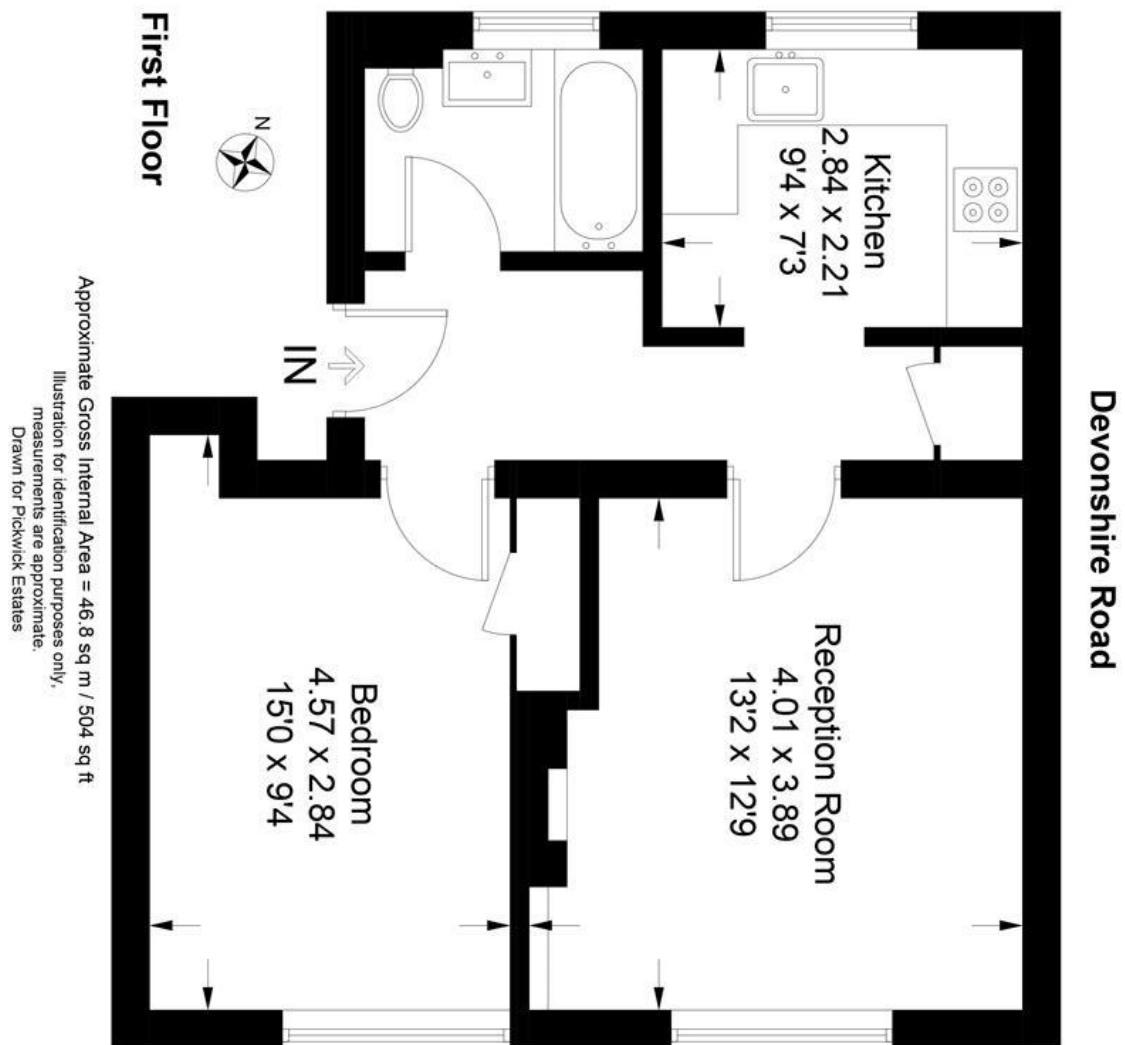 Devonshire Road
Kitchen
2.84 x 2.21
9'4 x 7'3
Reception Room
4.01 x 3.89
13'2 x 12'9
Bedroom
4.57 x 2.84
15'0 x 9'4
IN
N
First Floor
Approximate Gross Internal Area = 46.8 sq m / 504 sq ft
Illustration for identification purposes only,
measurements are approximate.
Drawn for Pickwick Estates